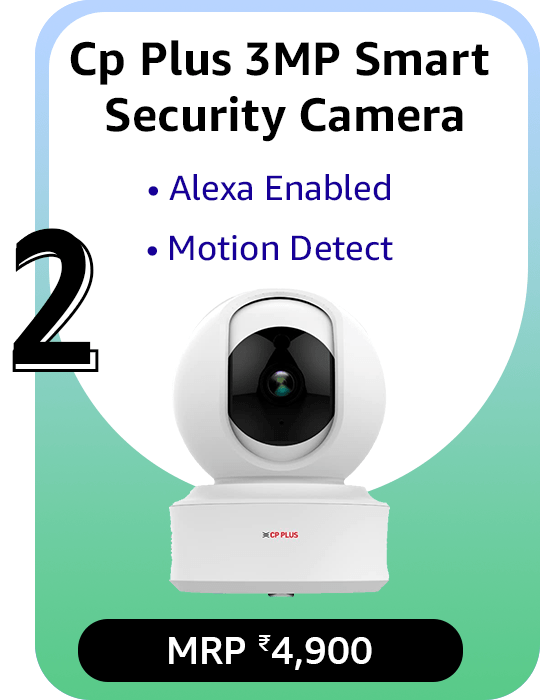 Cp Plus 3MP Smart
Security Camera
• Alexa Enabled
• Motion Detect
2
CP PLUS
MRP ₹4,900